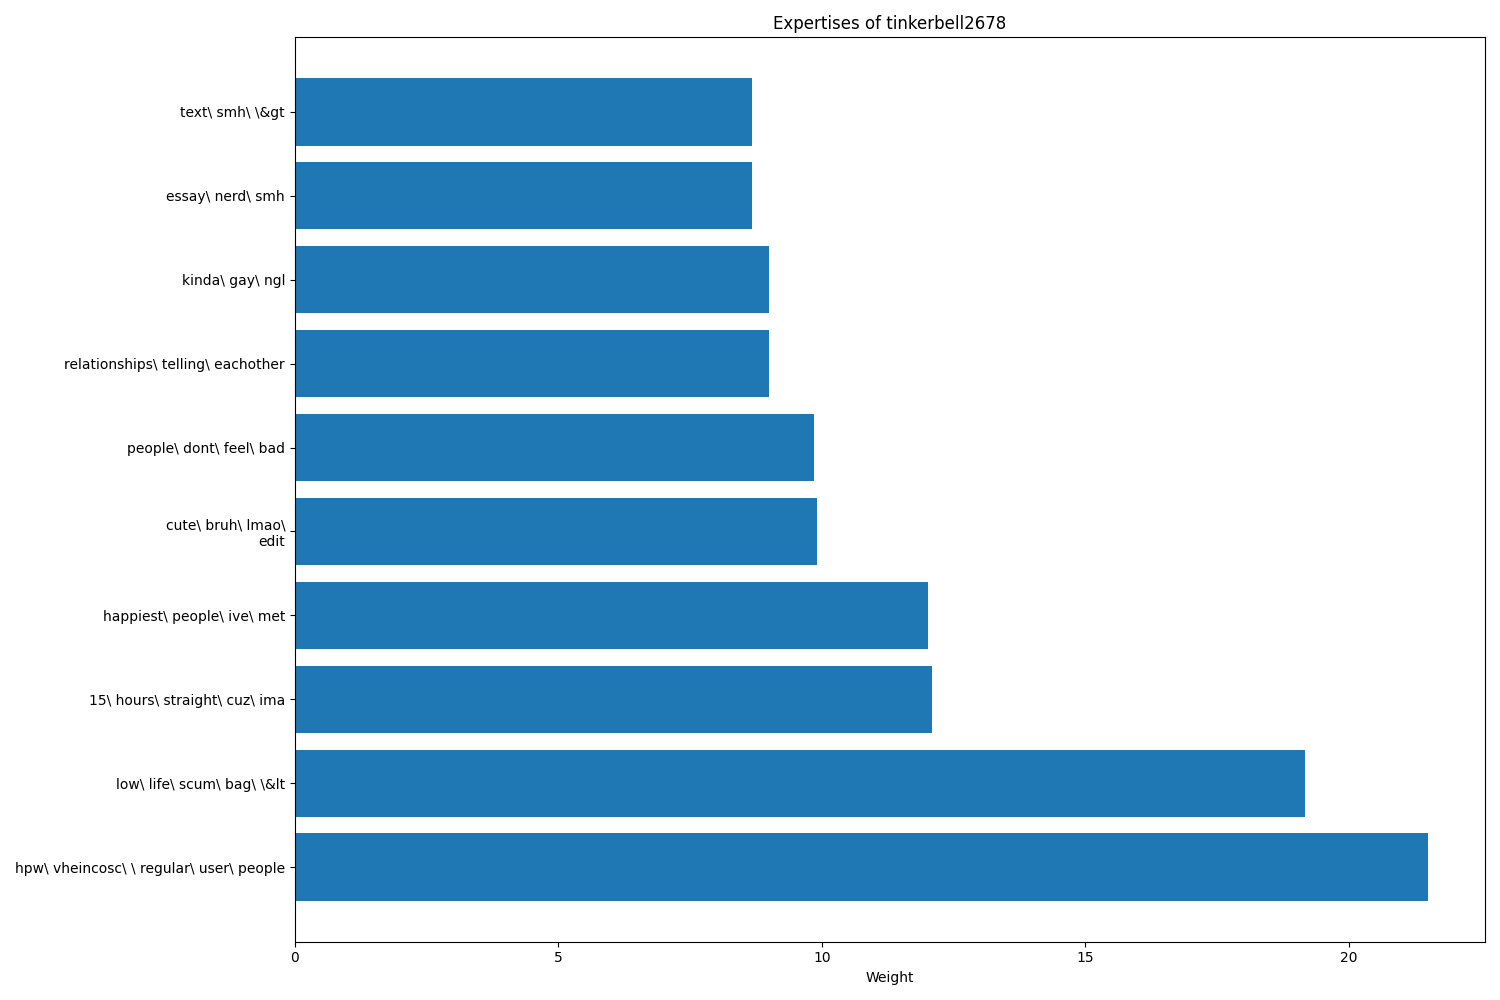 Expertises of tinkerbell2678
text\ smh\ \&gt
essay\ nerd\ smh
kinda\ gay\ ngl
relationships\ telling\ eachother
people\ dont\ feel\ bad
cute\ bruh\ lmao\
edit
happiest\ people\ ive\ met
15\ hours\ straight\ cuz\ ima
low\ life\ scum\ bag\ \&lt
hpw\ vheincosc\ \ regular\ user\ people
0 5 10 15 20
Weight